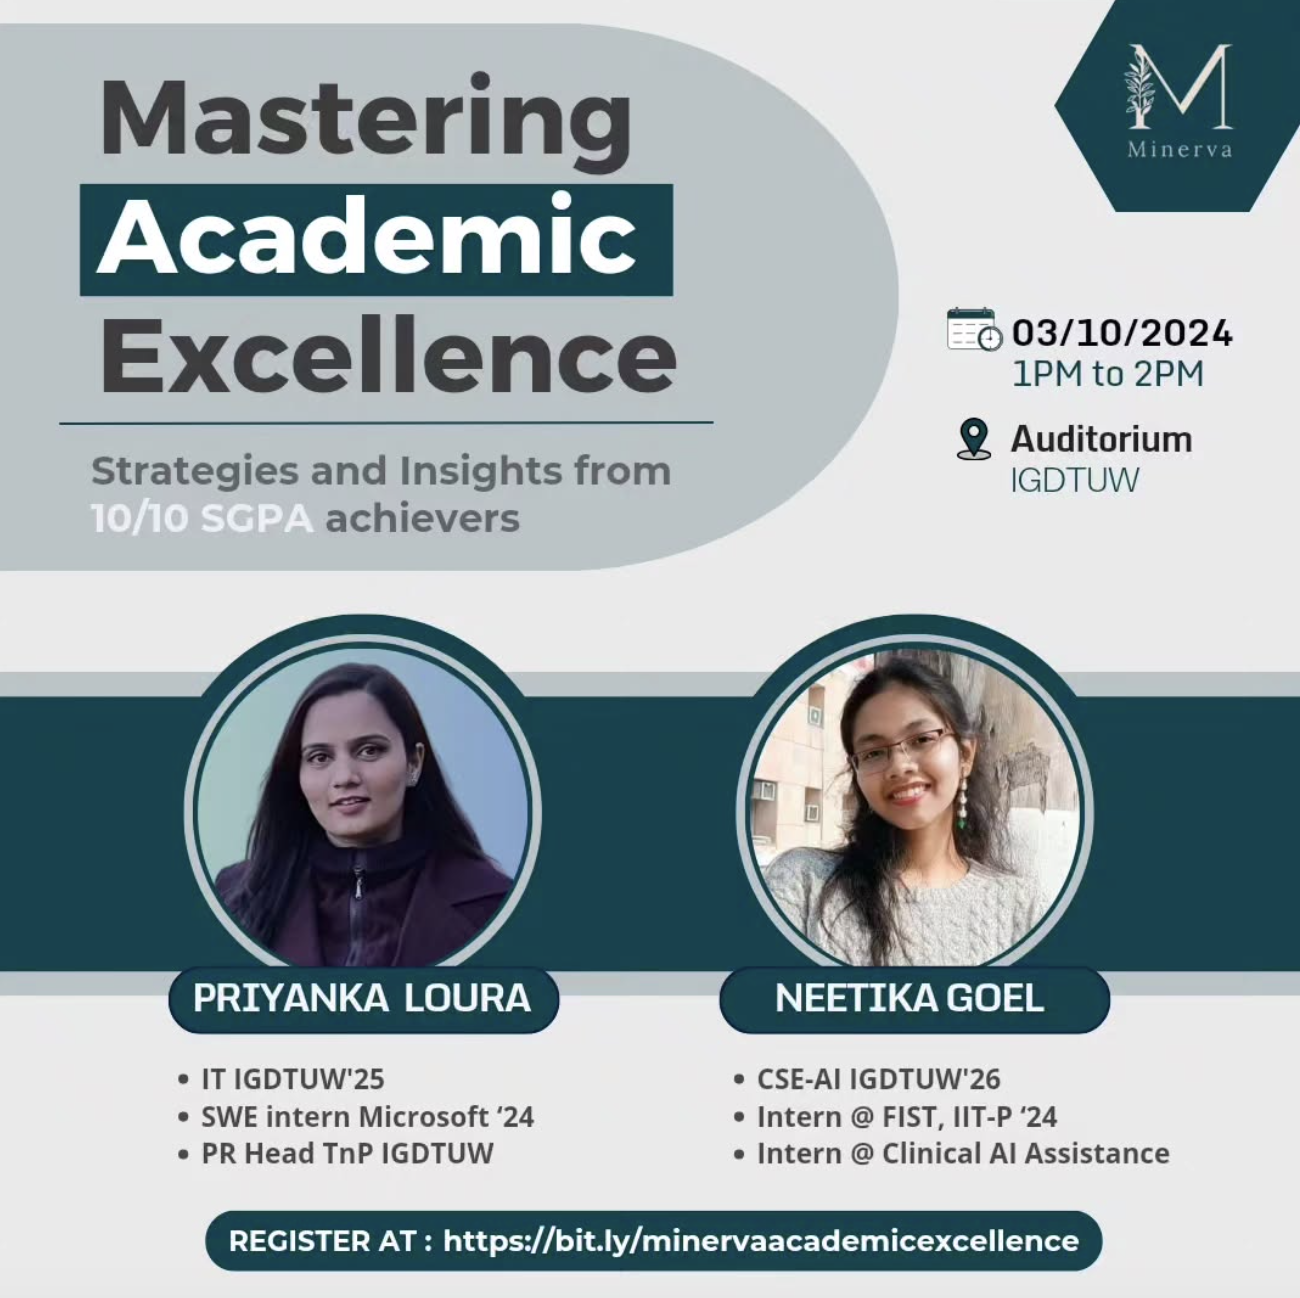 Mastering
Academic
Excellence
Strategies and Insights from
10/10 SGPA achievers
M
Minerva
03/10/2024
1PM to 2PM
Auditorium
IGDTUW
PRIYANKA LOURA
IT IGDTUW'25
SWE intern Microsoft ‘24
PR Head TnP IGDTUW
NEETIKA GOEL
CSE-AI IGDTUW'26
Intern @ FIST, IIT-P ‘24
Intern @ Clinical AI Assistance
REGISTER AT : https://bit.ly/minervaacademicexcellence